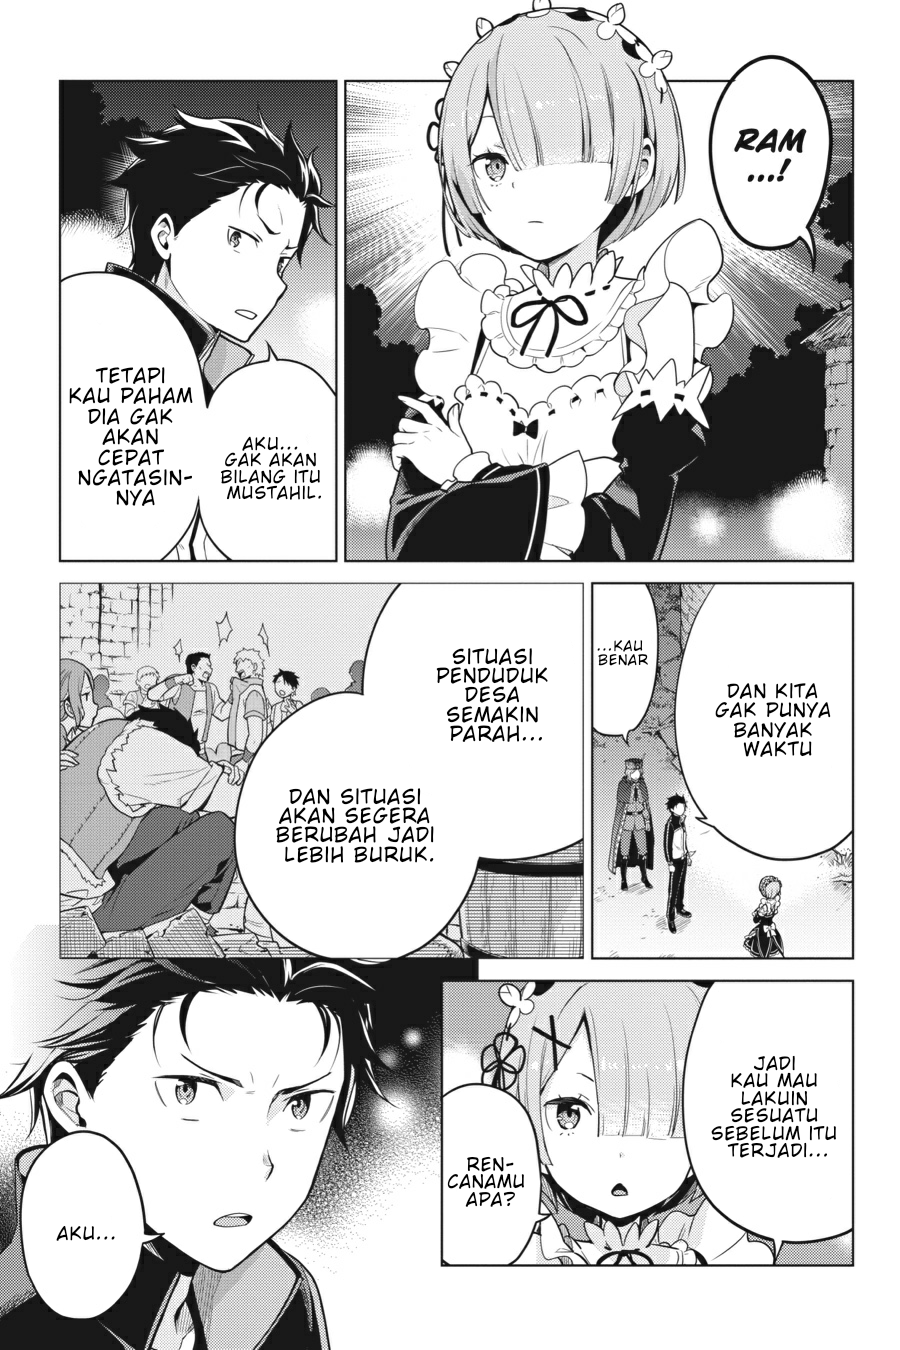 RAM
...!
AKU...
GAK AKAN
BILANG ITU
MUSTAHIL.
TETAPI
KAU PAHAM
DIA GAK
AKAN
CEPAT
NGATASIN-
NYA
DAN KITA
GAK PUNYA
BANYAK
WAKTU
...KAU
BENAR
SITUASI
PENDUDUK
DESA
SEMAKIN
PARAH...
DAN SITUASI
AKAN SEGERA
BERUBAH JADI
LEBIH BURUK.
JADI
KAU MAU
LAKUIN
SESUATU
SEBELUM ITU
TERJADI...
REN-
CANAMU
APA?
AKU...